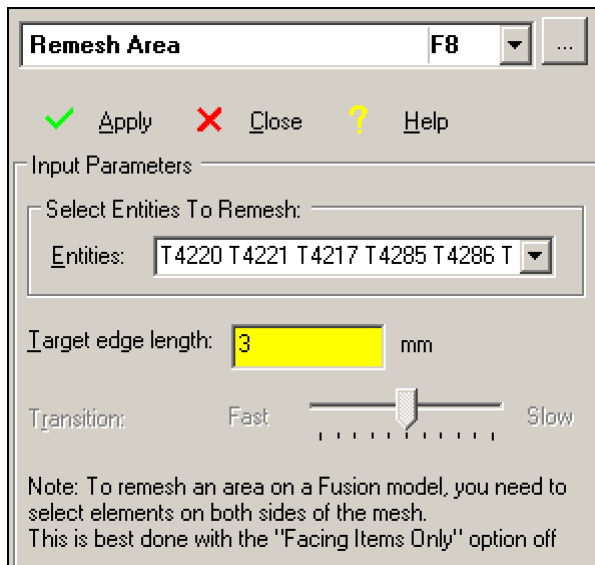 Remesh Area F8 ...
Apply Close ? Help
Input Parameters
Select Entities To Remesh:
Entities: T4220 T4221 T4217 T4285 T4286 T
Target edge length: 3 mm
Transition: Fast Slow
Note: To remesh an area on a Fusion model, you need to
select elements on both sides of the mesh.
This is best done with the "Facing Items Only" option off